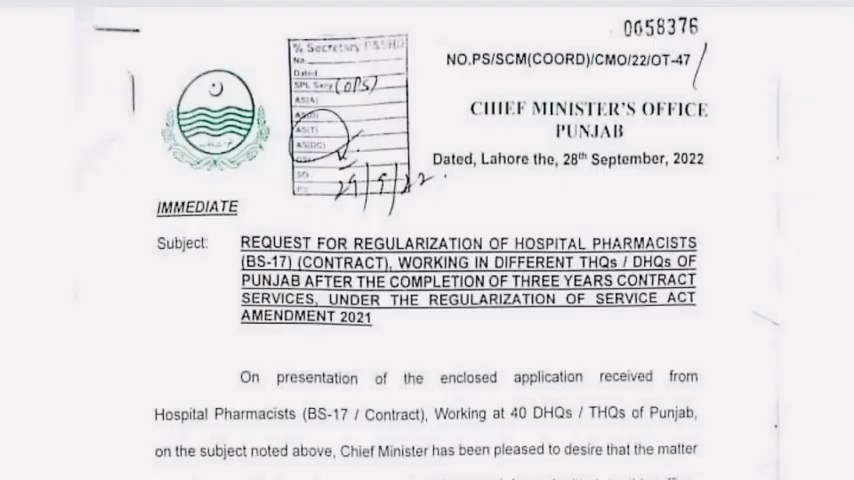 0058376
% Secretary P&SHD
No.
Dated
SPL Secy (OPS)
AS(A)
AS(T)
AS(DG)
SO
PS
29/9/22
NO.PS/SCM(COORD)/CMO/22/OT-47
CHIEF MINISTER'S OFFICE
PUNJAB
Dated, Lahore the, 28th September, 2022
IMMEDIATE
Subject:
REQUEST FOR REGULARIZATION OF HOSPITAL PHARMACISTS
(BS-17) (CONTRACT), WORKING IN DIFFERENT THQs / DHQs OF
PUNJAB AFTER THE COMPLETION OF THREE YEARS CONTRACT
SERVICES, UNDER THE REGULARIZATION OF SERVICE ACT
AMENDMENT 2021
On presentation of the enclosed application received from
Hospital Pharmacists (BS-17 / Contract), Working at 40 DHQs / THQs of Punjab,
on the subject noted above, Chief Minister has been pleased to desire that the matter